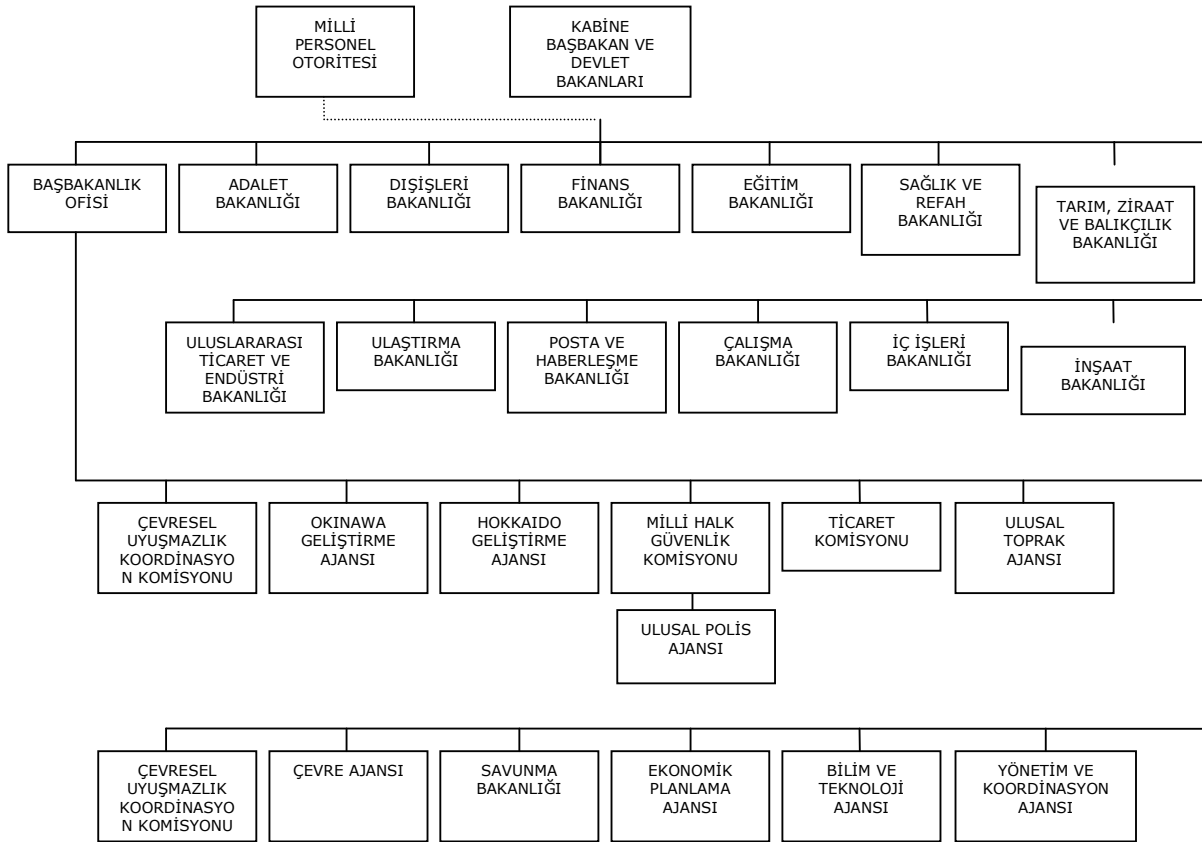 MİLLİ
PERSONEL
OTORİTESİ
KABİNE
BAŞBAKAN VE
DEVLET
BAKANLARI
BAŞBAKANLIK
OFİSİ
ADALET
BAKANLIĞI
DIŞİŞLERİ
BAKANLIĞI
FİNANS
BAKANLIĞI
EĞİTİM
BAKANLIĞI
SAĞLIK VE
REFAH
BAKANLIĞI
TARIM, ZİRAAT
VE BALIKÇILIK
BAKANLIĞI
ULUSLARARASI
TİCARET VE
ENDÜSTRİ
BAKANLIĞI
ULAŞTIRMA
BAKANLIĞI
POSTA VE
HABERLEŞME
BAKANLIĞI
ÇALIŞMA
BAKANLIĞI
İÇ İŞLERİ
BAKANLIĞI
İNŞAAT
BAKANLIĞI
ÇEVRESEL
UYUŞMAZLIK
KOORDİNASYO
N KOMİSYONU
OKINAWA
GELİŞTİRME
AJANSI
HOKKAIDO
GELİŞTİRME
AJANSI
MİLLİ HALK
GÜVENLİK
KOMİSYONU
TİCARET
KOMİSYONU
ULUSAL
TOPRAK
AJANSI
ULUSAL POLİS
AJANSI
ÇEVRESEL
UYUŞMAZLIK
KOORDİNASYO
N KOMİSYONU
ÇEVRE AJANSI
SAVUNMA
BAKANLIĞI
EKONOMİK
PLANLAMA
AJANSI
BİLİM VE
TEKNOLOJİ
AJANSI
YÖNETİM VE
KOORDİNASYON
AJANSI